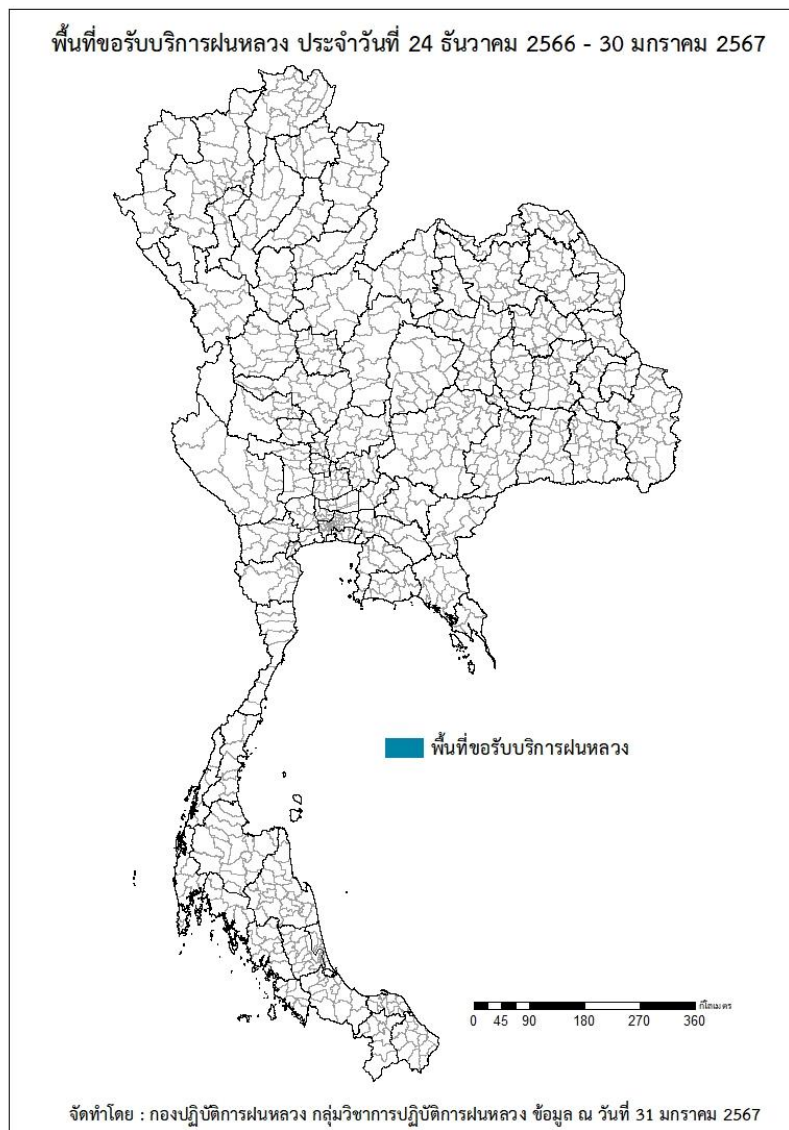 พื้นที่ขอรับบริการฝนหลวง ประจำวันที่ 24 ธันวาคม 2566 - 30 มกราคม 2567
พื้นที่ขอรับบริการฝนหลวง
กิโลเมตร
0 45 90 180 270 360
จัดทำโดย : กองปฏิบัติการฝนหลวง กลุ่มวิชาการปฏิบัติการฝนหลวง ข้อมูล ณ วันที่ 31 มกราคม 2567